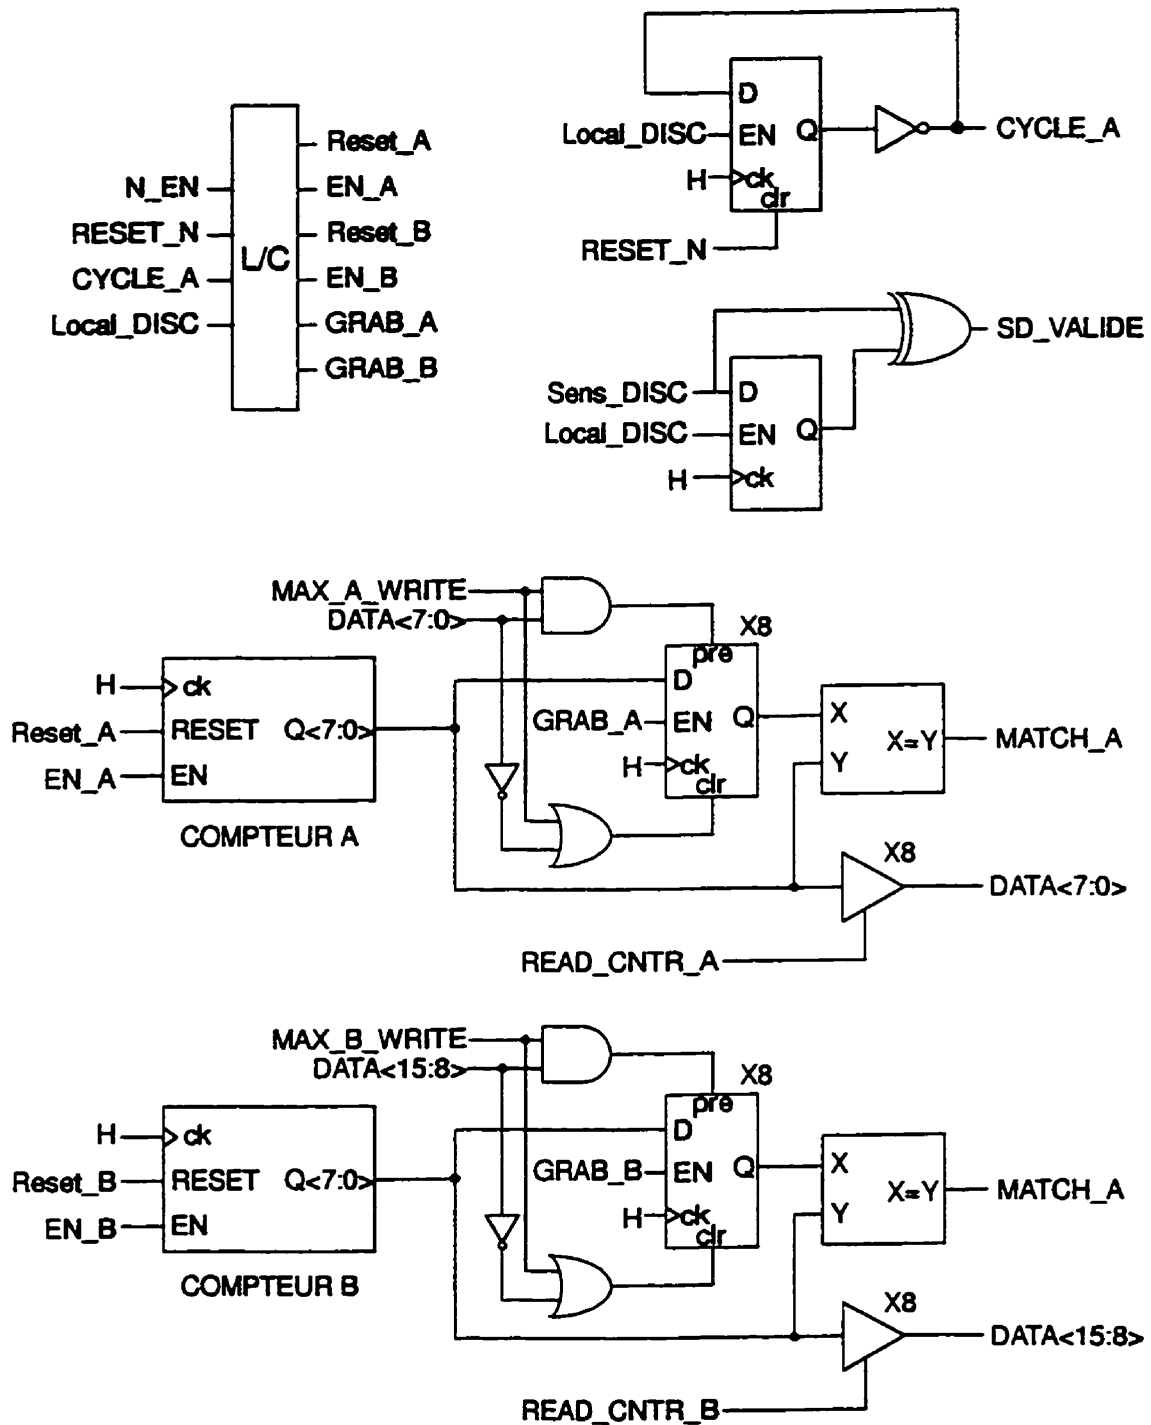 D
Local_DISC EN Q CYCLE_A
H ck
clr
RESET_N
Reset_A
N_EN EN_A
RESET_N Reset_B
L/C
CYCLE_A EN_B
Local_DISC GRAB_A
GRAB_B
SD_VALIDE
Sens_DISC D
Local_DISC EN Q
H ck
MAX_A_WRITE
DATA<7:0>
X8
pre
H ck D
Reset_A RESET Q<7:0> GRAB_A EN Q X X=Y MATCH_A
EN_A EN H ck Y
clr
COMPTEUR A
X8
DATA<7:0>
READ_CNTR_A
MAX_B_WRITE
DATA<15:8>
X8
pre
H ck D
Reset_B RESET Q<7:0> GRAB_B EN Q X X=Y MATCH_A
EN_B EN H ck Y
clr
COMPTEUR B
X8
DATA<15:8>
READ_CNTR_B